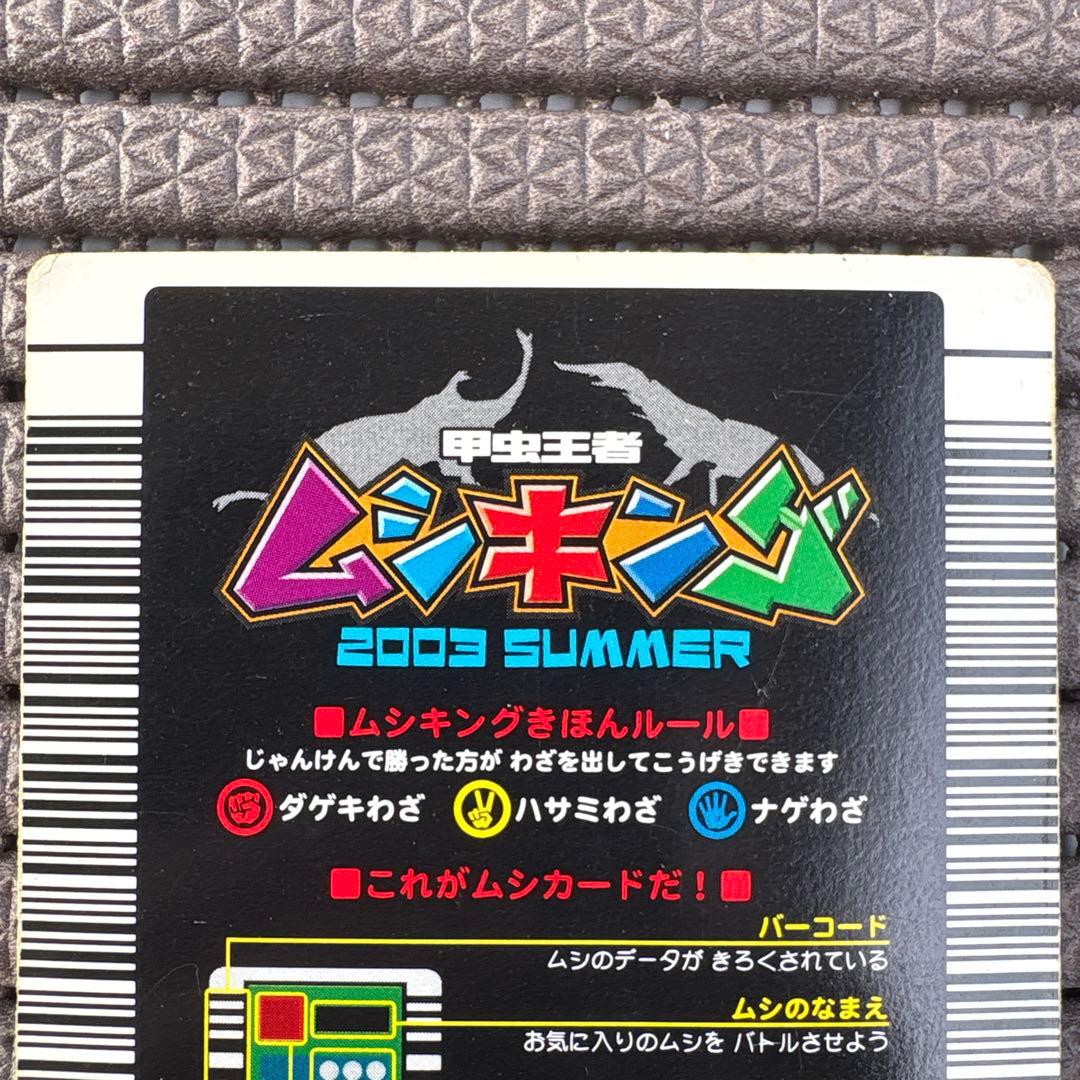 甲虫王者
ムシキング
2003 SUMMER
■ムシキングきほんルール■
じゃんけんで勝った方が わざを出してこうげきできます
ダゲキわざ ハサミわざ ナゲわざ
■これがムシカードだ！■
バーコード
ムシのデータが きろくされている
ムシのなまえ
お気に入りのムシを バトルさせよう